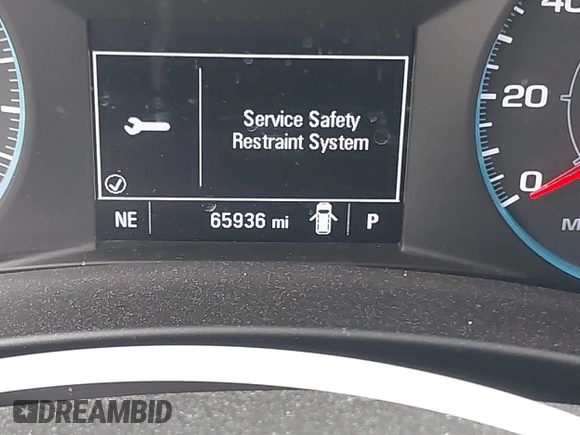 Service Safety
Restraint System
NE
65936 mi
P
40
20
0
M
DREAMBID